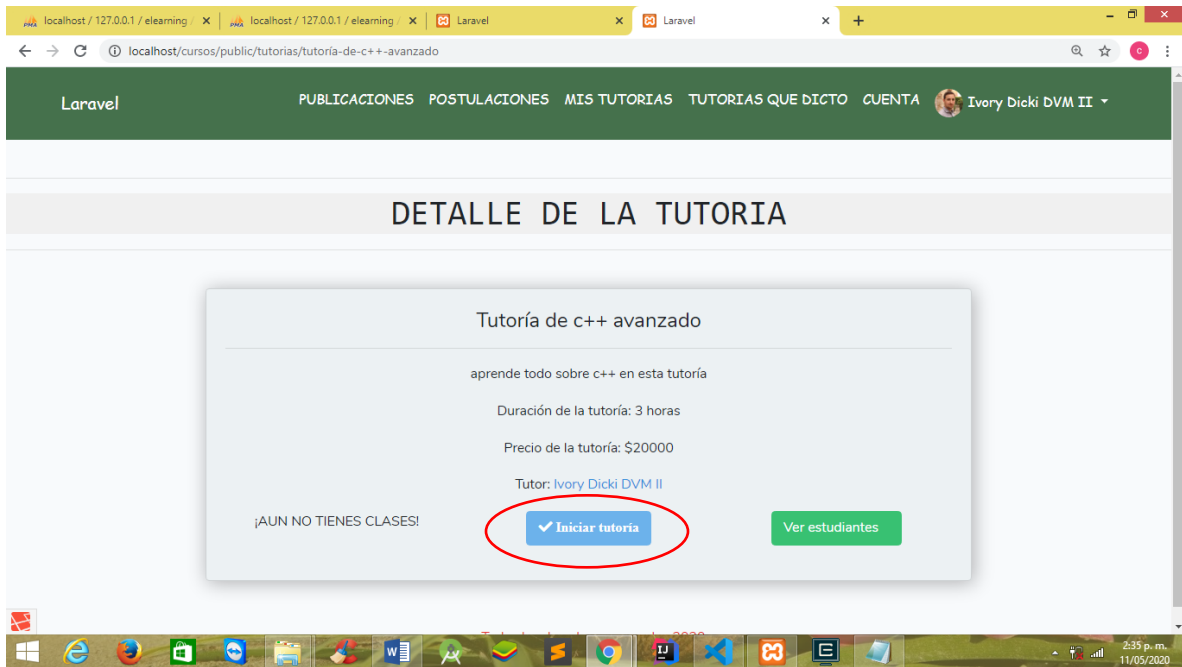 localhost / 127.0.0.1 / elearning /
localhost / 127.0.0.1 / elearning /
Laravel
Laravel
localhost/cursos/public/tutorias/tutoría-de-c++-avanzado
c
Laravel
PUBLICACIONES POSTULACIONES MIS TUTORIAS TUTORIAS QUE DICTO CUENTA Ivory Dicki DVM II
DETALLE DE LA TUTORIA
Tutoría de c++ avanzado
aprende todo sobre c++ en esta tutoría
Duración de la tutoría: 3 horas
Precio de la tutoría: $20000
Tutor: Ivory Dicki DVM II
¡AUN NO TIENES CLASES!
Iniciar tutoria
Ver estudiantes
2:35 p. m.
11/05/2020